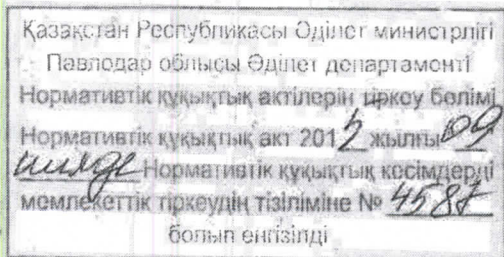 Қазақстан Республикасы Әділет министрлігі
Павлодар облысы Әділет департаменті
Нормативтік құқықтық актілерін тіркеу бөлімі
Нормативтік құқықтық акт 2015 жылғы 09
шілде Нормативтік құқықтық кесімдерді
мемлекеттік тіркеудің тізіліміне № 4587
болып енгізілді